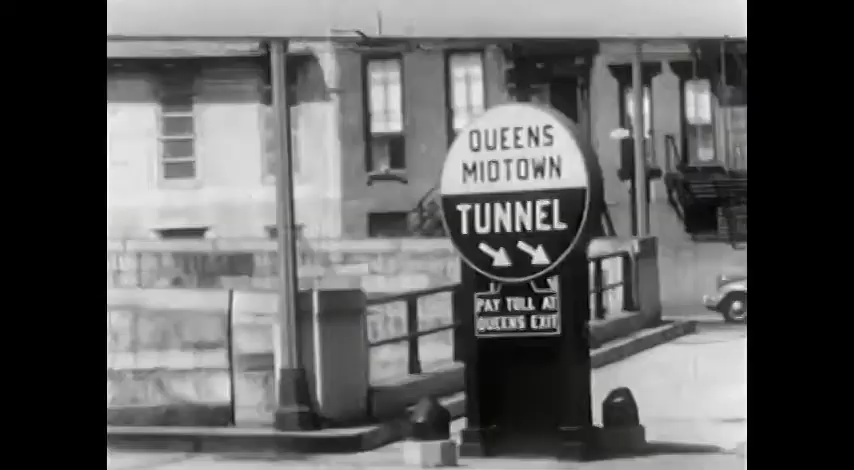 QUEENS
MIDTOWN
TUNNEL
PAY TOLL AT
QUEENS EXIT